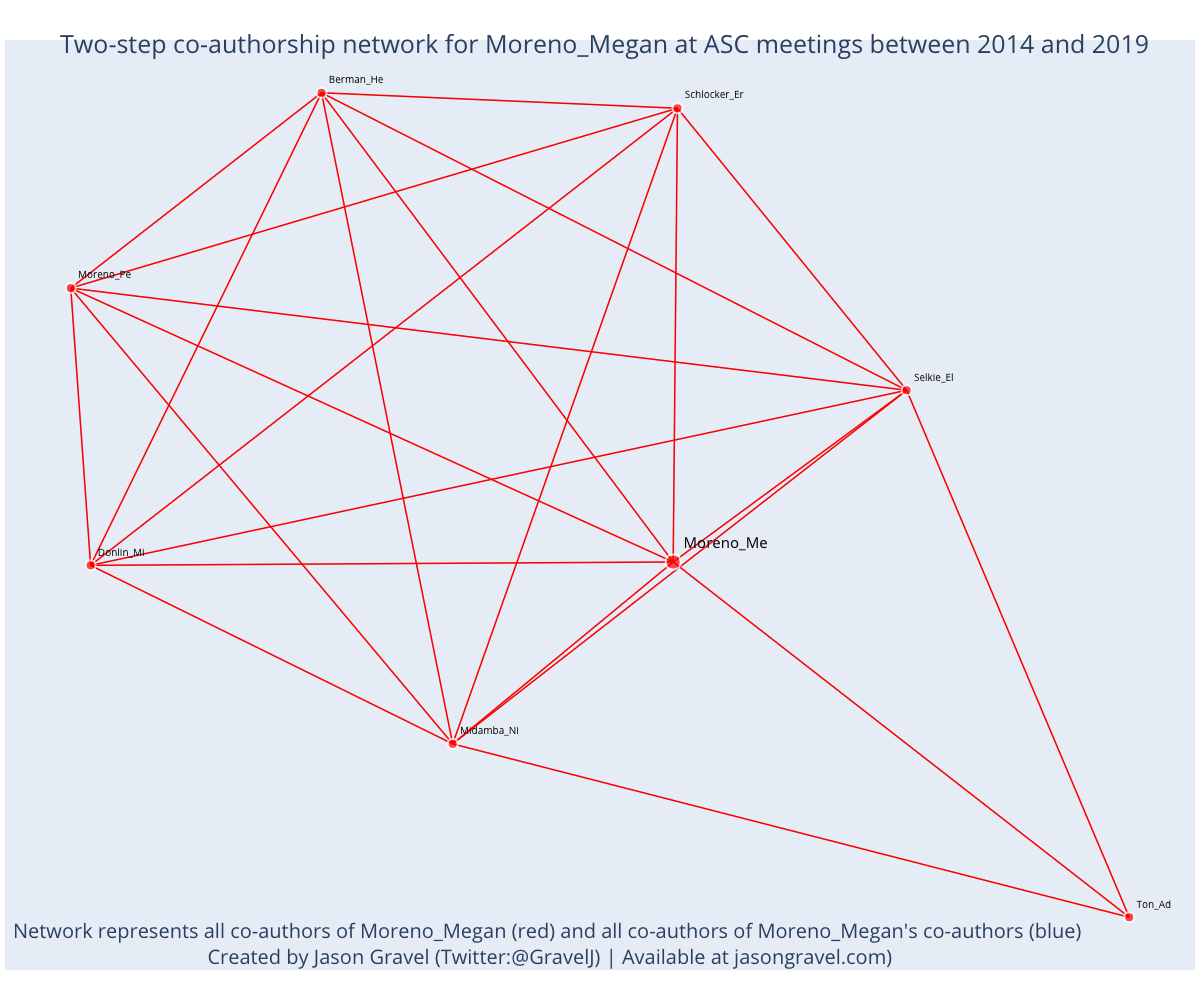 Two-step co-authorship network for Moreno_Megan at ASC meetings between 2014 and 2019
Berman_He
Schlocker_Er
Moreno_Pe
Selkie_El
Moreno_Me
Donlin_Mi
Midamba_Ni
Ton_Ad
Network represents all co-authors of Moreno_Megan (red) and all co-authors of Moreno_Megan's co-authors (blue)
Created by Jason Gravel (Twitter:@GravelJ) | Available at jasongravel.com)